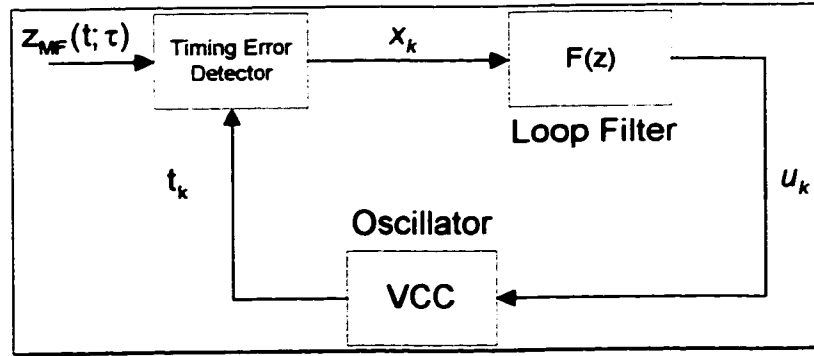 z_MF(t; τ)
Timing Error
Detector
x_k
F(z)
Loop Filter
t_k
u_k
Oscillator
VCC